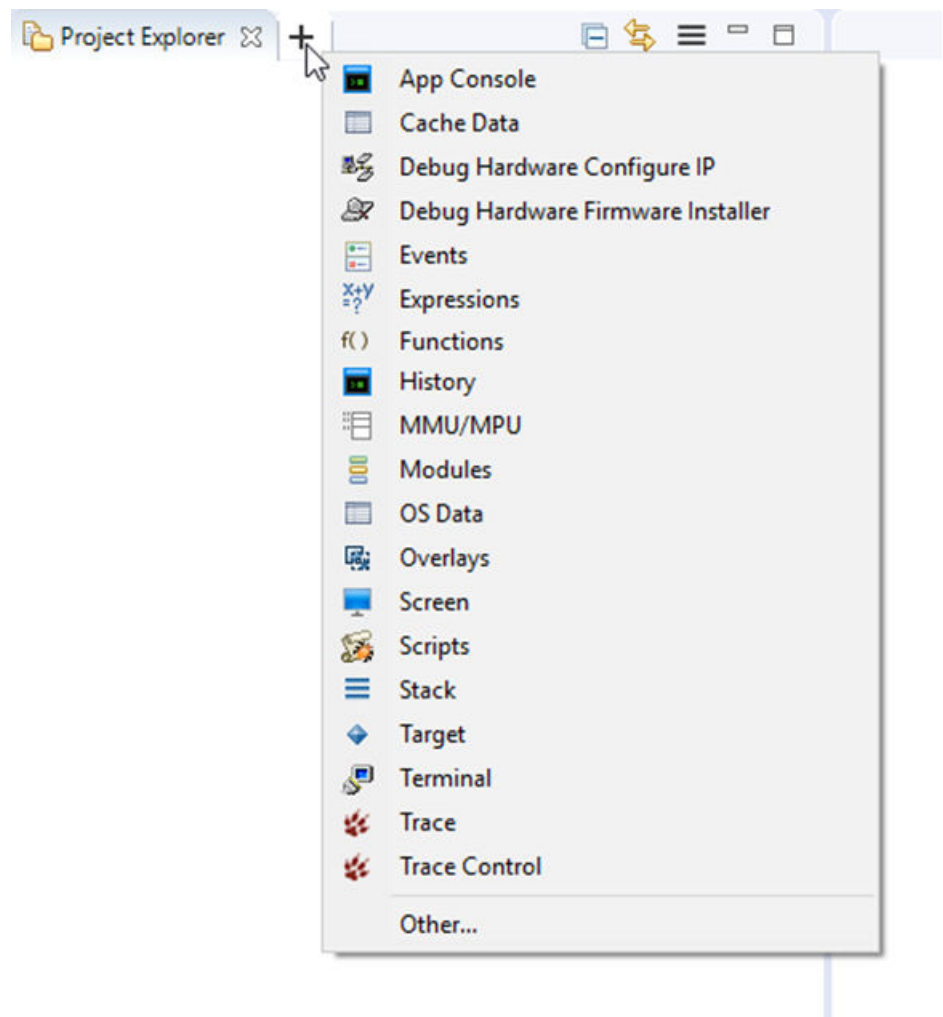 Project Explorer
App Console
Cache Data
Debug Hardware Configure IP
Debug Hardware Firmware Installer
Events
x+y
=?
Expressions
f()
Functions
History
MMU/MPU
Modules
OS Data
Overlays
Screen
Scripts
Stack
Target
Terminal
Trace
Trace Control
Other...